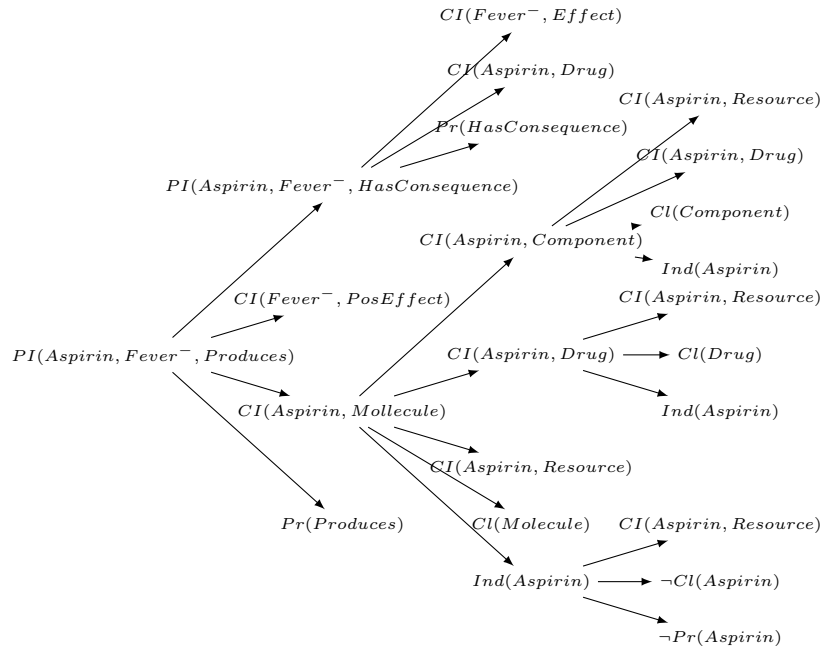 CI(Fever⁻, Effect)
CI(Aspirin, Drug)
CI(Aspirin, Resource)
Pr(HasConsequence)
CI(Aspirin, Drug)
PI(Aspirin, Fever⁻, HasConsequence)
Cl(Component)
CI(Aspirin, Component)
Ind(Aspirin)
CI(Fever⁻, PosEffect)
CI(Aspirin, Resource)
PI(Aspirin, Fever⁻, Produces)
CI(Aspirin, Drug)
Cl(Drug)
CI(Aspirin, Mollecule)
Ind(Aspirin)
CI(Aspirin, Resource)
Pr(Produces)
Cl(Molecule)
CI(Aspirin, Resource)
Ind(Aspirin)
¬Cl(Aspirin)
¬Pr(Aspirin)